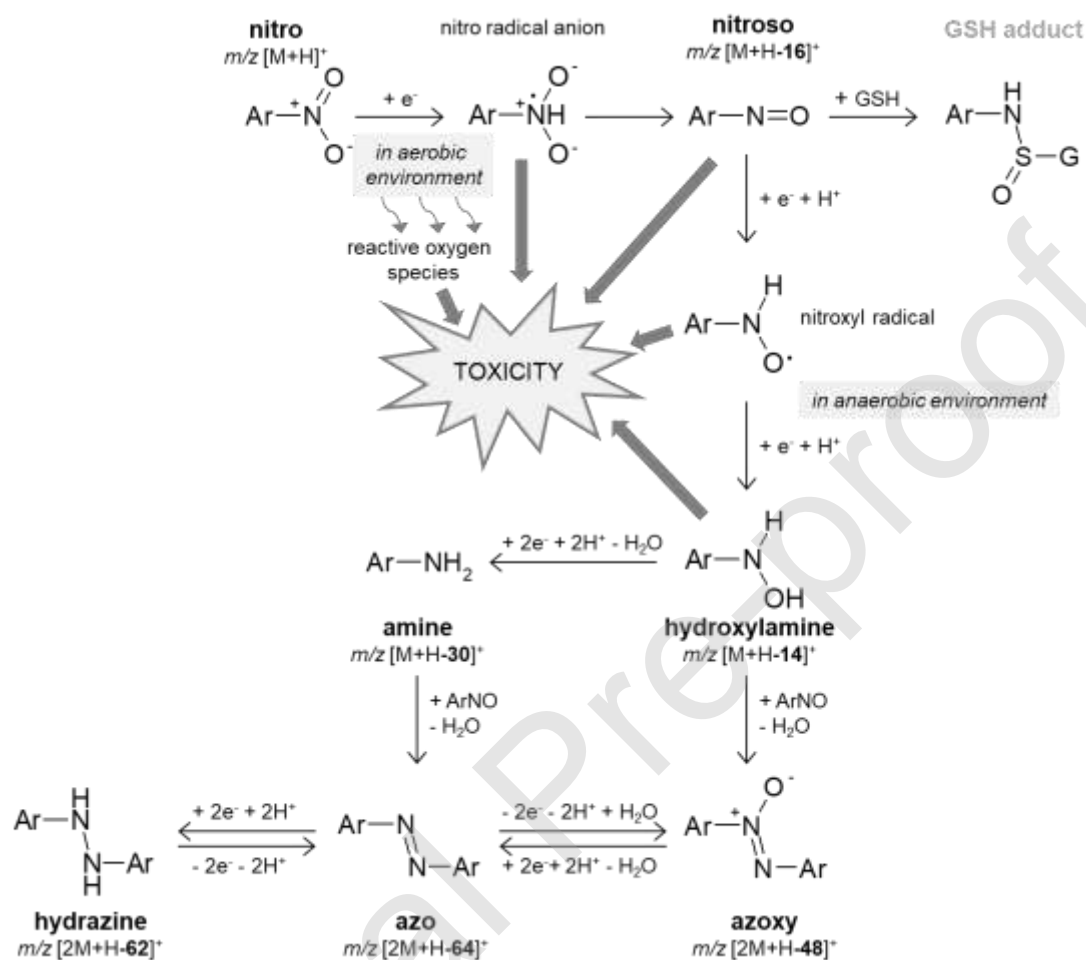 nitro
m/z [M+H]⁺
nitro radical anion
nitroso
m/z [M+H-16]⁺
GSH adduct
Ar
N
+
O
O⁻
+ e⁻
in aerobic
environment
reactive oxygen
species
Ar
+•
NH
O⁻
O⁻
Ar—N=O
+ GSH
Ar
H
N
S
G
O
+ e⁻ + H⁺
TOXICITY
Ar
H
N
O•
nitroxyl radical
in anaerobic environment
+ e⁻ + H⁺
Ar—NH₂
+ 2e⁻ + 2H⁺ - H₂O
Ar
H
N
OH
amine
m/z [M+H-30]⁺
hydroxylamine
m/z [M+H-14]⁺
+ ArNO
- H₂O
+ ArNO
- H₂O
Ar
H
N
N
H
Ar
+ 2e⁻ + 2H⁺
- 2e⁻ - 2H⁺
Ar
N
N
Ar
- 2e⁻ - 2H⁺ + H₂O
+ 2e⁻+ 2H⁺ - H₂O
Ar
+
N
O⁻
N
Ar
hydrazine
m/z [2M+H-62]⁺
azo
m/z [2M+H-64]⁺
azoxy
m/z [2M+H-48]⁺
al Pre-proof